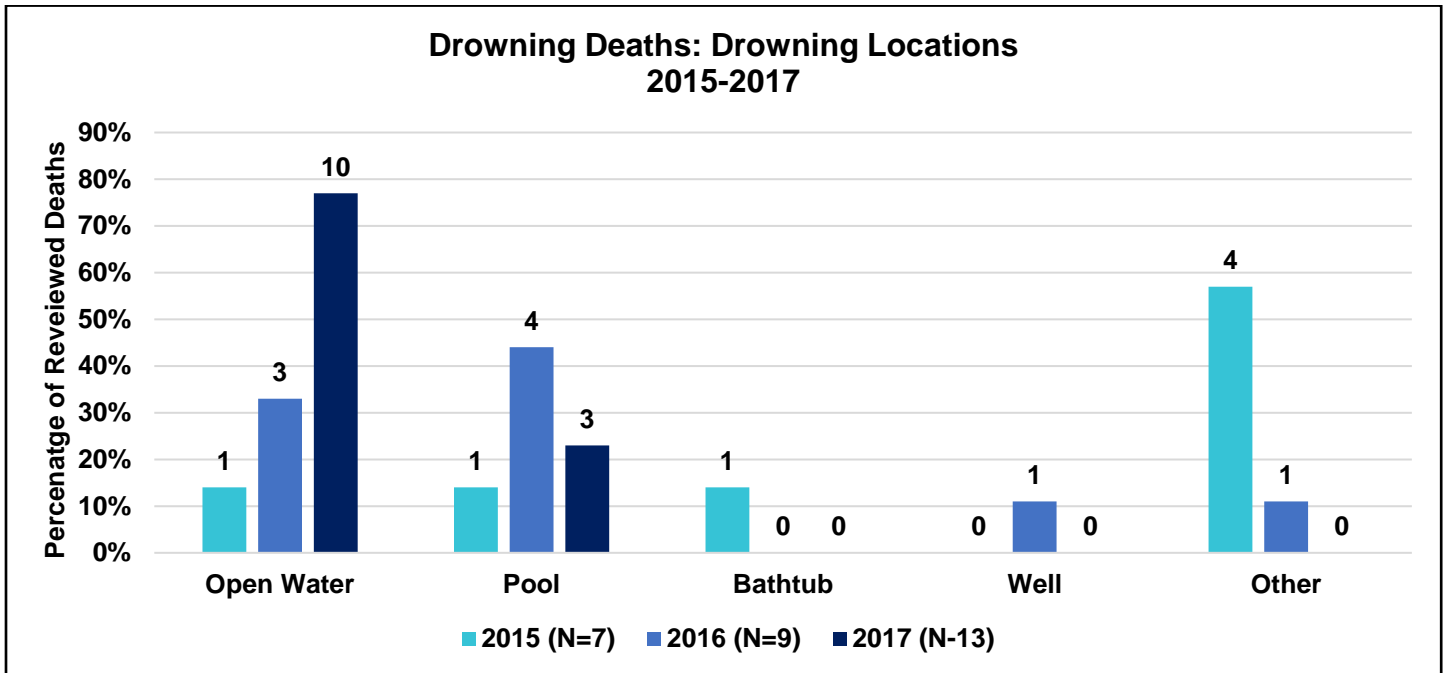 Drowning Deaths: Drowning Locations
2015-2017
Percenatge of Reveiewed Deaths
90%
80%
70%
60%
50%
40%
30%
20%
10%
0%
1 3 10
1 4 3
1 0 0
0 1 0
4 1 0
Open Water Pool Bathtub Well Other
2015 (N=7) 2016 (N=9) 2017 (N-13)